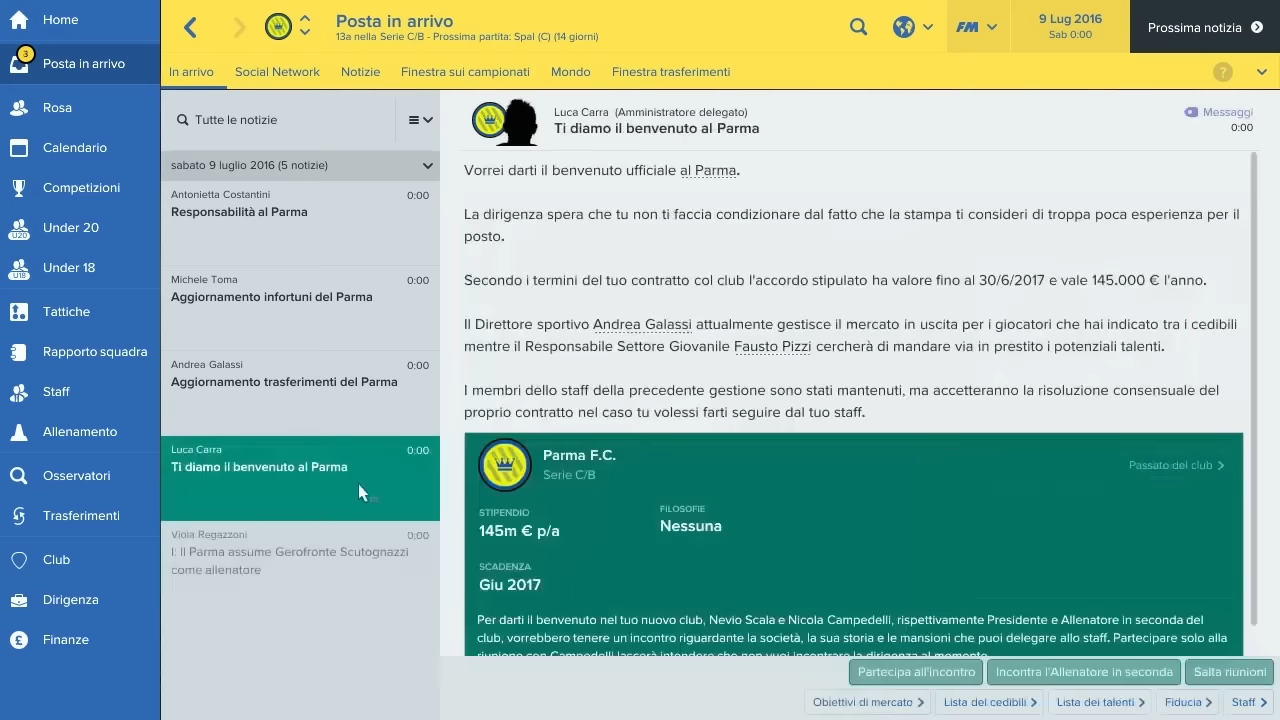 Home
Posta in arrivo
13a nella Serie C/B - Prossima partita: Spal (C) (14 giorni)
FM
9 Lug 2016
Sab 0:00
Prossima notizia
3
Posta in arrivo
In arrivo
Social Network
Notizie
Finestra sui campionati
Mondo
Finestra trasferimenti
?
Rosa
Calendario
Competizioni
U20
Under 20
U18
Under 18
Tattiche
Rapporto squadra
Staff
Allenamento
Osservatori
Trasferimenti
Club
Dirigenza
£
Finanze
Tutte le notizie
sabato 9 luglio 2016 (5 notizie)
Antonietta Costantini 0:00
Responsabilità al Parma
Michele Toma 0:00
Aggiornamento infortuni del Parma
Andrea Galassi 0:00
Aggiornamento trasferimenti del Parma
Luca Carra 0:00
Ti diamo il benvenuto al Parma
Viola Regazzoni 0:00
I: Il Parma assume Gerofronte Scutognazzi
come allenatore
Luca Carra (Amministratore delegato)
Ti diamo il benvenuto al Parma
Messaggi
0:00
Vorrei darti il benvenuto ufficiale al Parma.
La dirigenza spera che tu non ti faccia condizionare dal fatto che la stampa ti consideri di troppa poca esperienza per il
posto.
Secondo i termini del tuo contratto col club l'accordo stipulato ha valore fino al 30/6/2017 e vale 145.000 € l'anno.
Il Direttore sportivo Andrea Galassi attualmente gestisce il mercato in uscita per i giocatori che hai indicato tra i cedibili
mentre il Responsabile Settore Giovanile Fausto Pizzi cercherà di mandare via in prestito i potenziali talenti.
I membri dello staff della precedente gestione sono stati mantenuti, ma accetteranno la risoluzione consensuale del
proprio contratto nel caso tu volessi farti seguire dal tuo staff.
Parma F.C.
Serie C/B
Passato del club
STIPENDIO
145m € p/a
FILOSOFIE
Nessuna
SCADENZA
Giu 2017
Per darti il benvenuto nel tuo nuovo club, Nevio Scala e Nicola Campedelli, rispettivamente Presidente e Allenatore in seconda del
club, vorrebbero tenere un incontro riguardante la società, la sua storia e le mansioni che puoi delegare allo staff. Partecipare solo alla
riunione con Campedelli lascerà intendere che non vuoi incontrare la dirigenza al momento.
Partecipa all'incontro
Incontra l'Allenatore in seconda
Salta riunioni
Obiettivi di mercato
Lista dei cedibili
Lista dei talenti
Fiducia
Staff